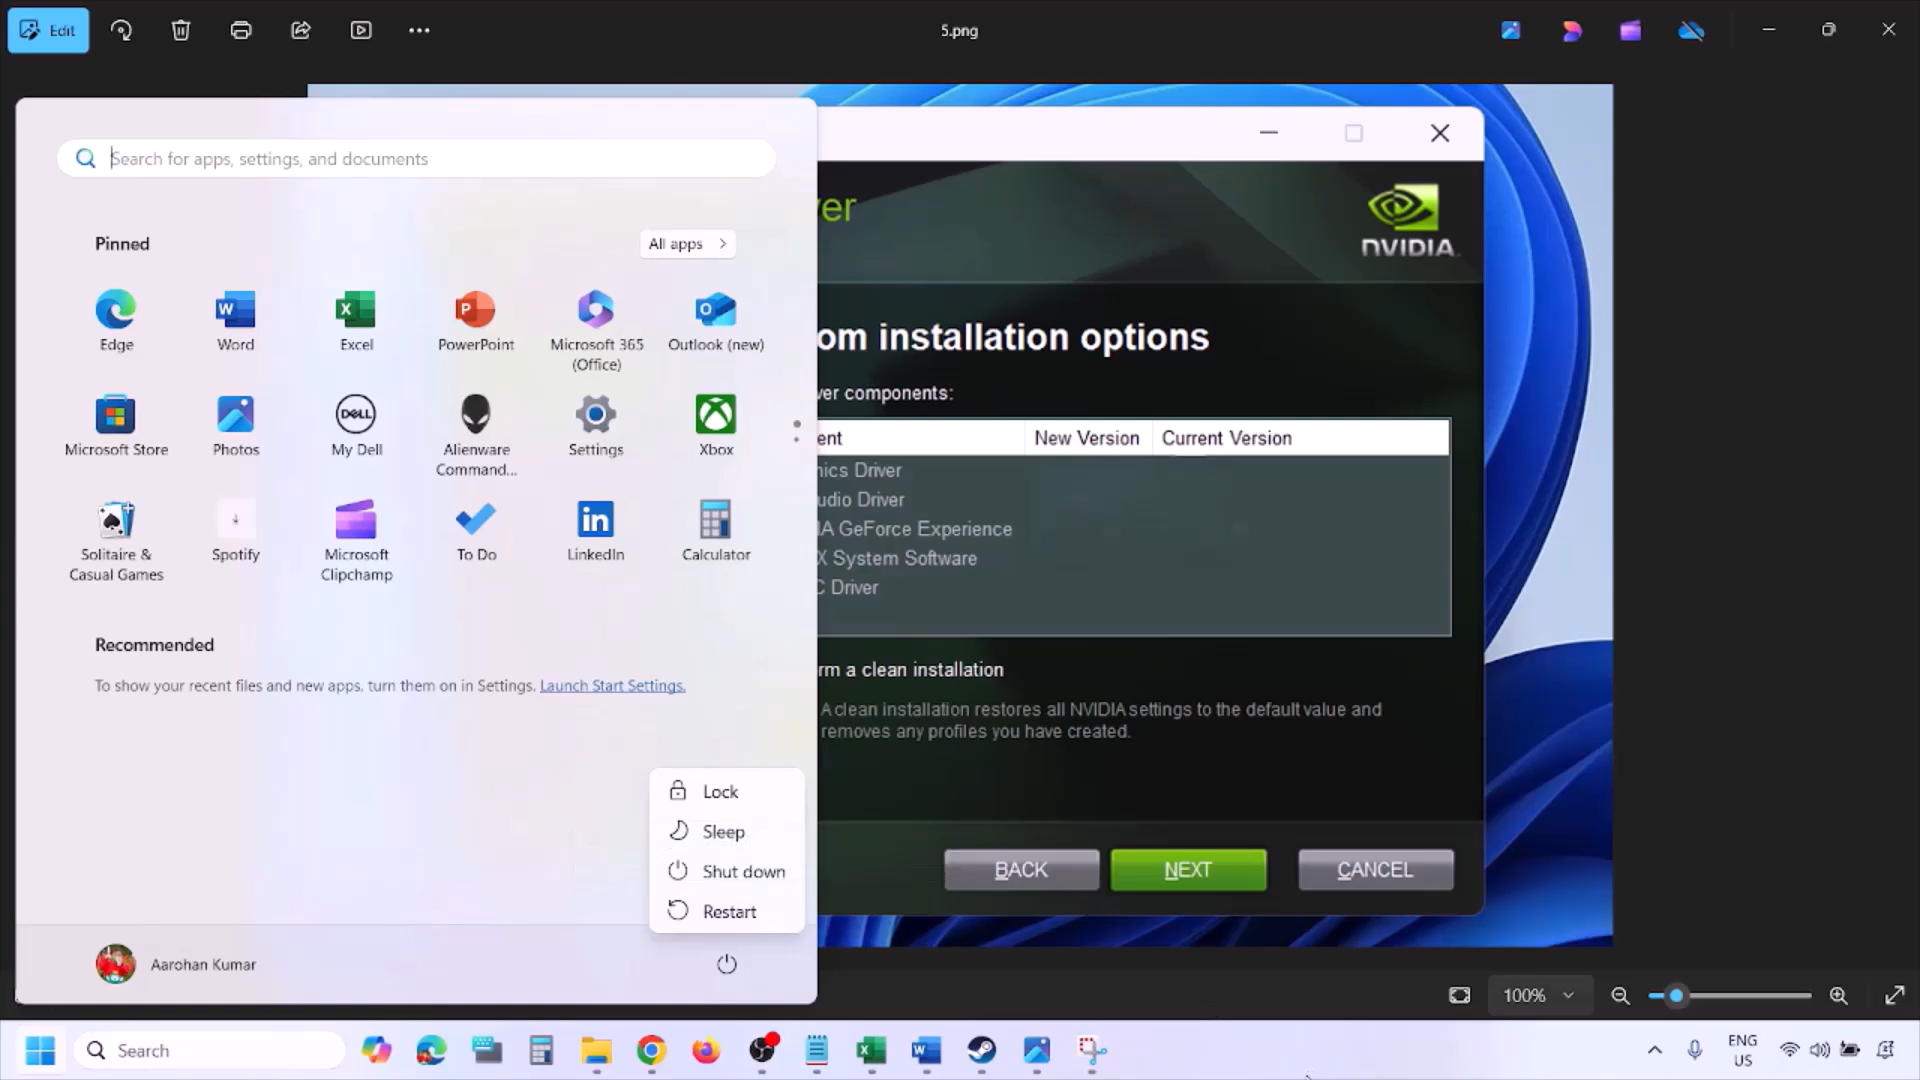 Edit
5.png
Search for apps, settings, and documents
Pinned
All apps
Edge
Word
Excel
PowerPoint
Microsoft 365
(Office)
Outlook (new)
Microsoft Store
Photos
DELL
My Dell
Alienware
Command...
Settings
Xbox
Solitaire &
Casual Games
Spotify
Microsoft
Clipchamp
To Do
LinkedIn
Calculator
Recommended
To show your recent files and new apps, turn them on in Settings. Launch Start Settings.
Lock
Sleep
Shut down
Restart
Aarohan Kumar
ver
NVIDIA
om installation options
ver components:
ent
New Version
Current Version
nics Driver
udio Driver
IA GeForce Experience
X System Software
C Driver
rm a clean installation
A clean installation restores all NVIDIA settings to the default value and
removes any profiles you have created.
BACK
NEXT
CANCEL
100%
Search
ENG
US